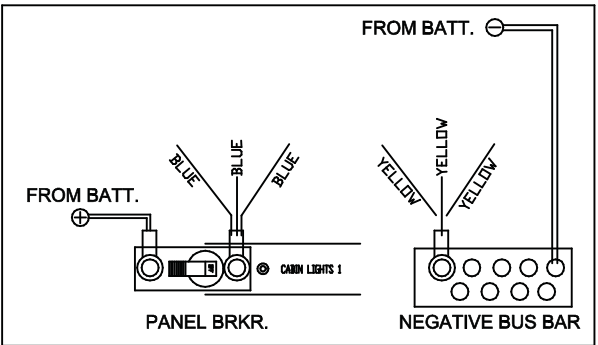 FROM BATT.
BLUE
BLUE
BLUE
YELLOW
YELLOW
YELLOW
FROM BATT.
CABIN LIGHTS 1
PANEL BRKR.
NEGATIVE BUS BAR